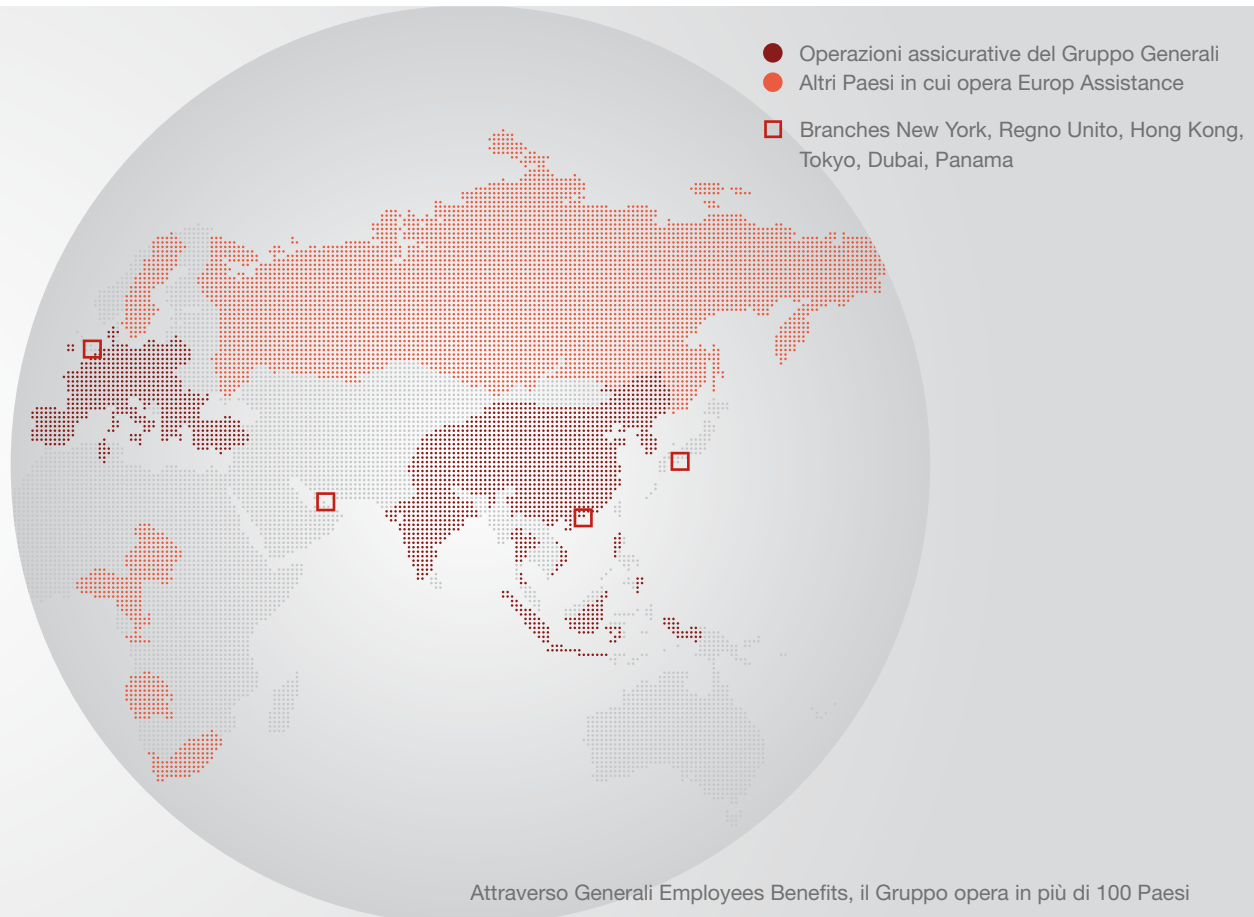 Operazioni assicurative del Gruppo Generali
Altri Paesi in cui opera Europ Assistance
Branches New York, Regno Unito, Hong Kong,
Tokyo, Dubai, Panama
Attraverso Generali Employees Benefits, il Gruppo opera in più di 100 Paesi